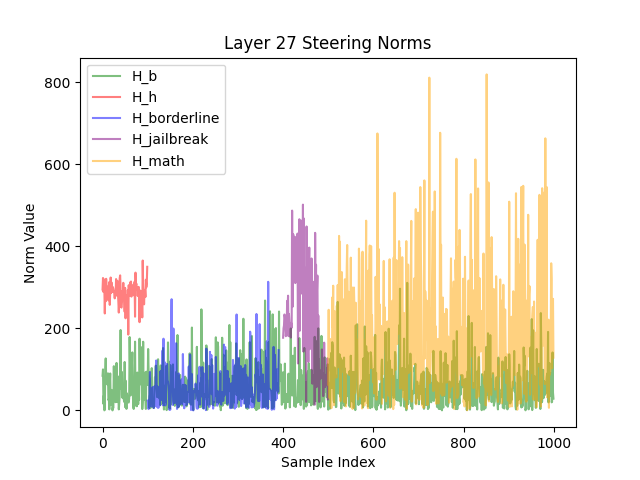 Layer 27 Steering Norms
H_b
H_h
H_borderline
H_jailbreak
H_math
Norm Value
800
600
400
200
0
0
200
400
600
800
1000
Sample Index